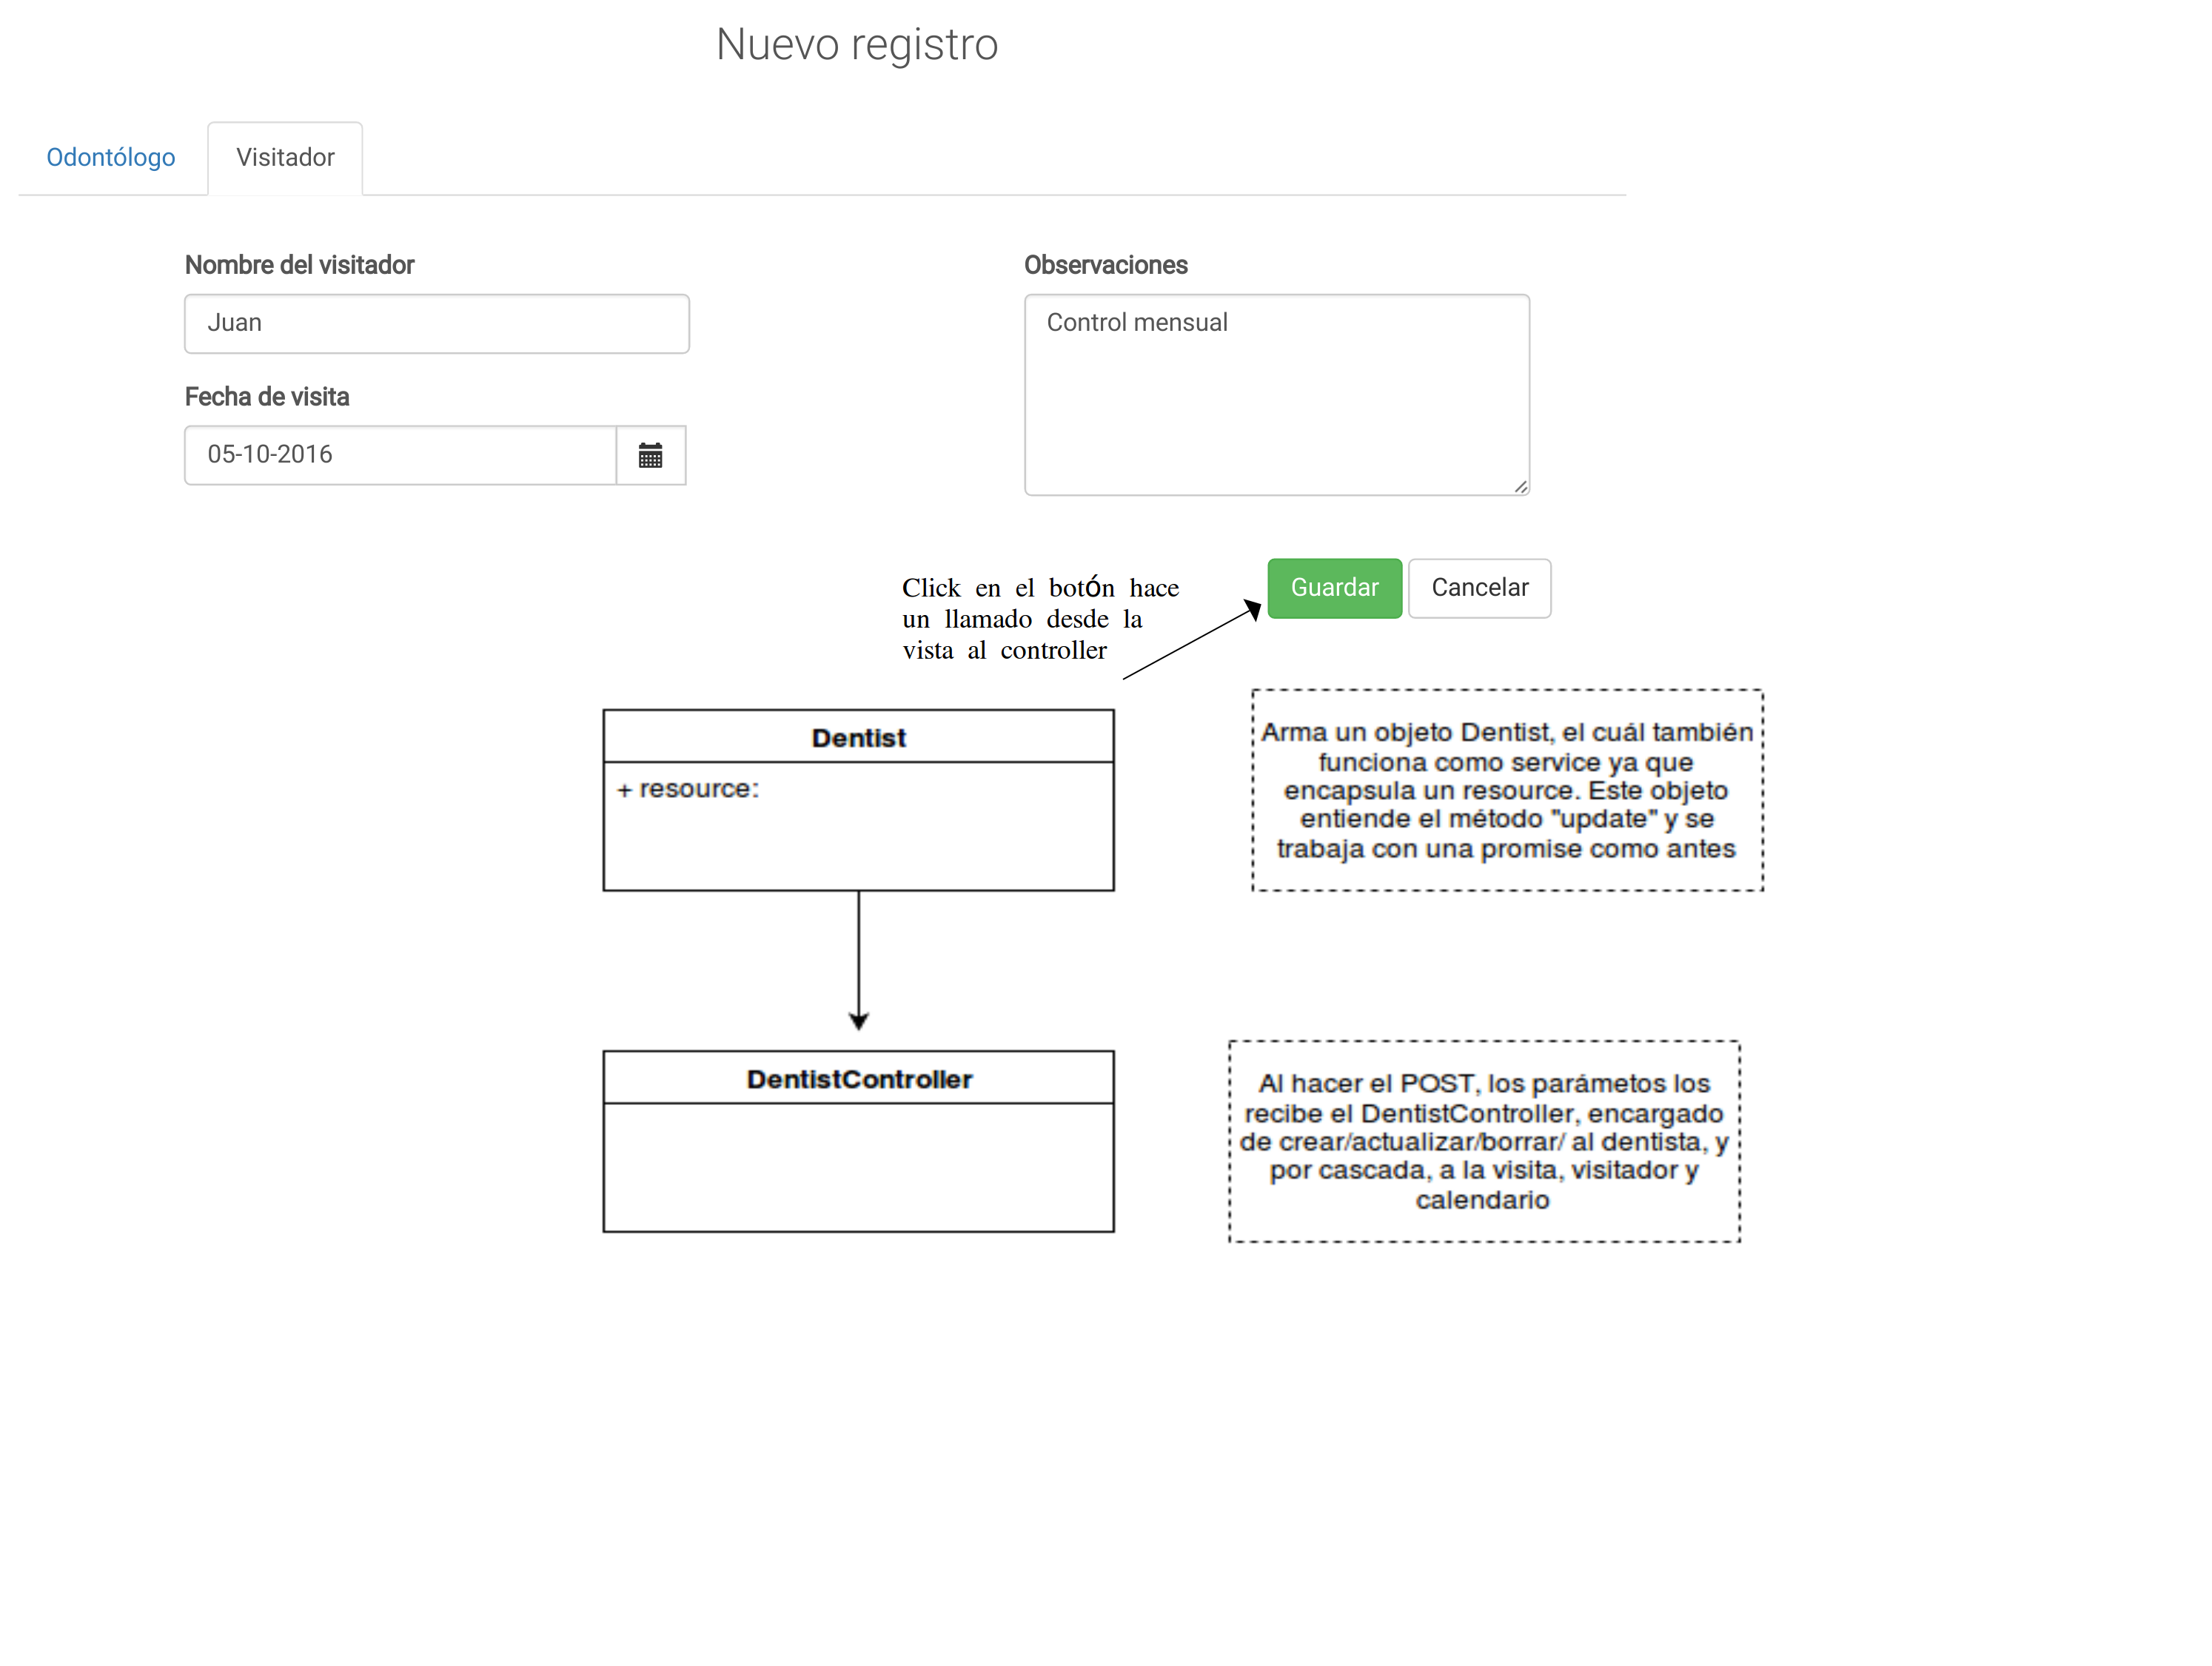 Nuevo registro
Odontólogo
Visitador
Nombre del visitador
Juan
Fecha de visita
05-10-2016
Observaciones
Control mensual
Click en el botón hace
un llamado desde la
vista al controller
Guardar
Cancelar
Dentist
+ resource:
Arma un objeto Dentist, el cuál también
funciona como service ya que
encapsula un resource. Este objeto
entiende el método "update" y se
trabaja con una promise como antes
DentistController
Al hacer el POST, los parámetos los
recibe el DentistController, encargado
de crear/actualizar/borrar/ al dentista, y
por cascada, a la visita, visitador y
calendario